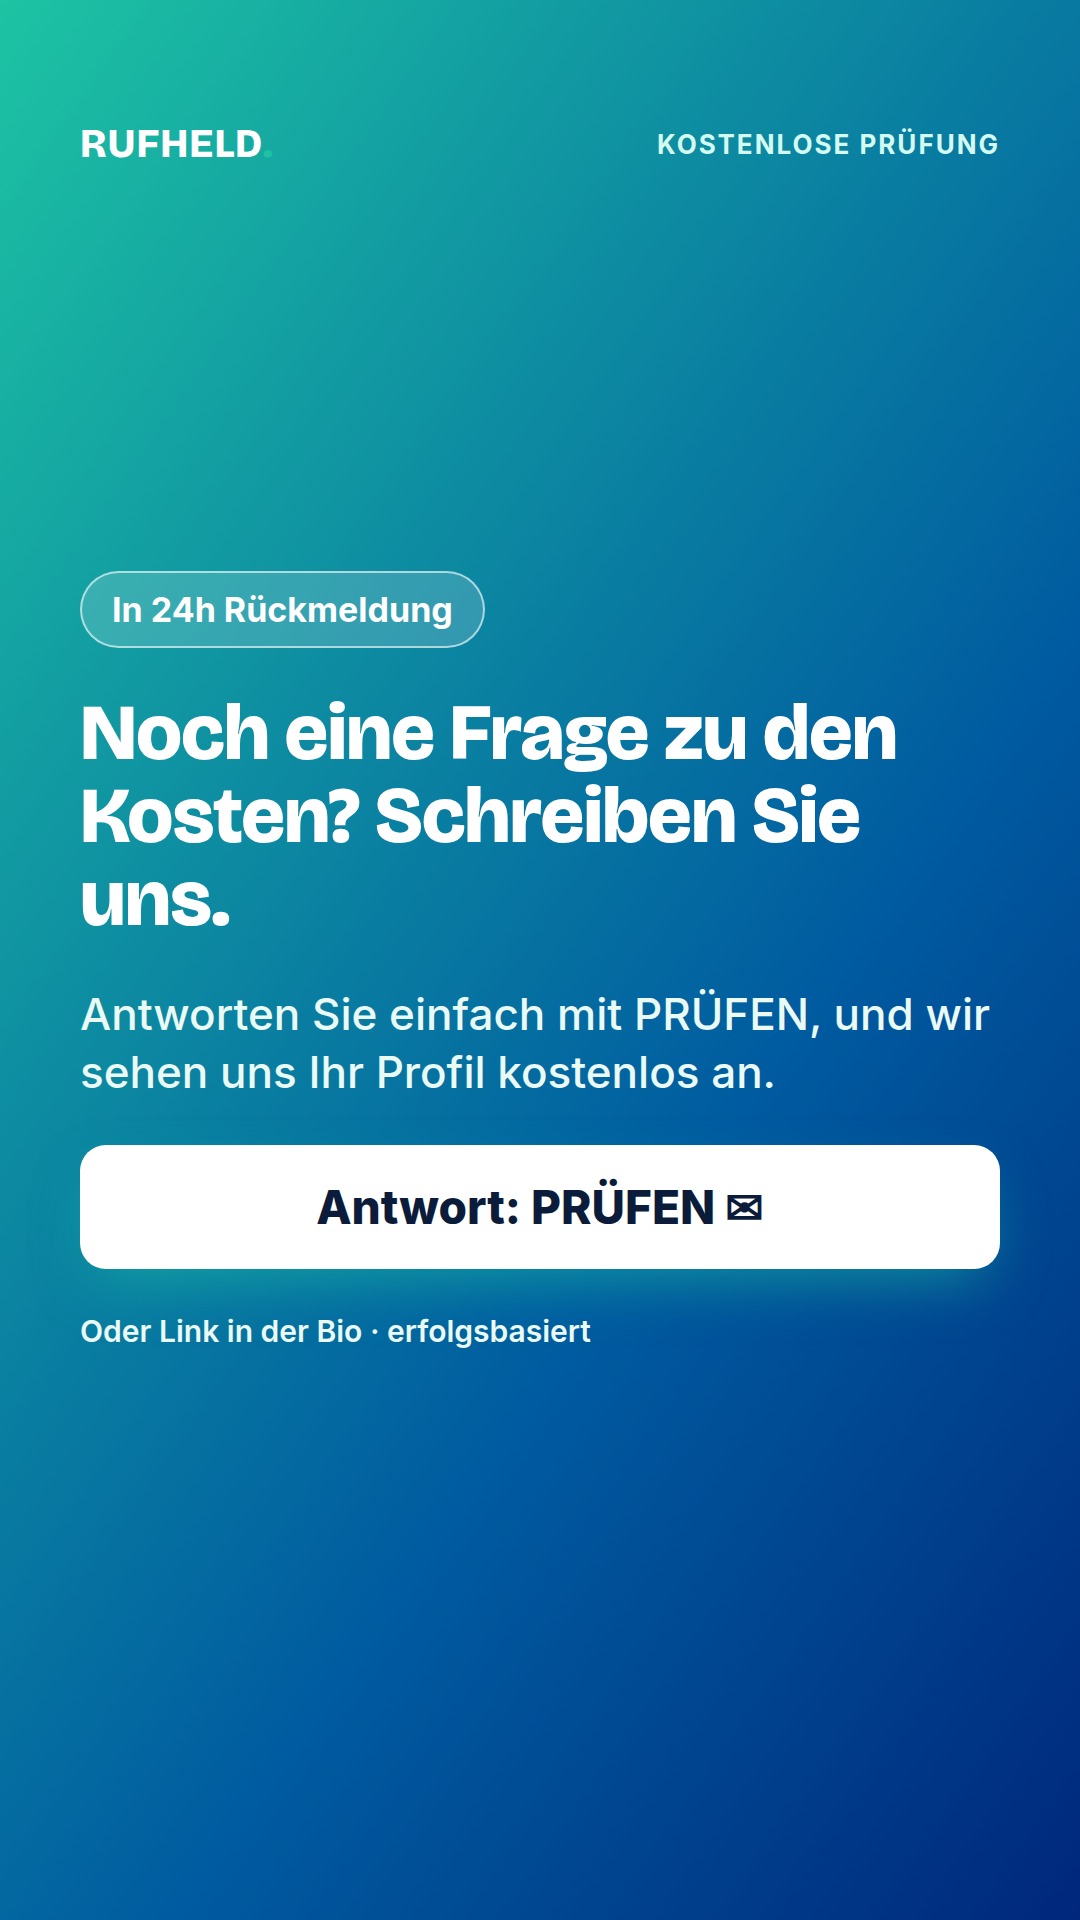 RUFHELD.
KOSTENLOSE PRÜFUNG
In 24h Rückmeldung
Noch eine Frage zu den
Kosten? Schreiben Sie
uns.
Antworten Sie einfach mit PRÜFEN, und wir
sehen uns Ihr Profil kostenlos an.
Antwort: PRÜFEN ✉
Oder Link in der Bio · erfolgsbasiert